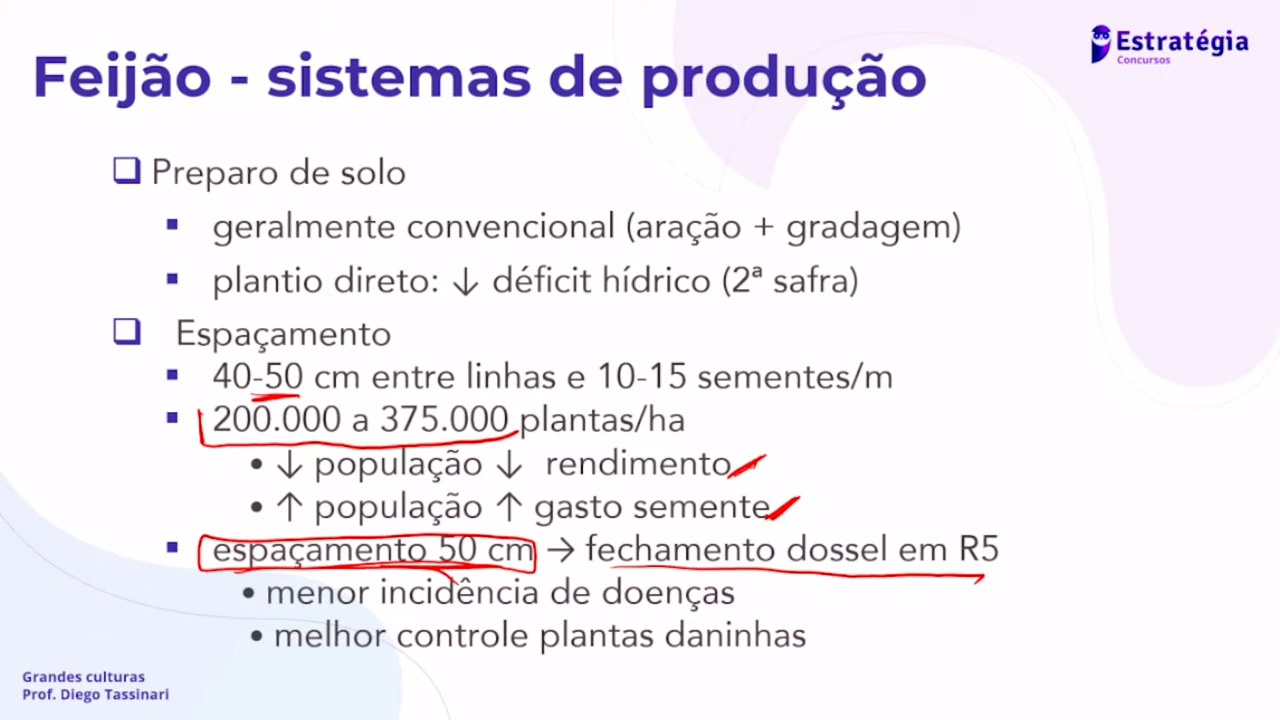 Estratégia
Concursos
Feijão - sistemas de produção
❑ Preparo de solo
▪ geralmente convencional (aração + gradagem)
▪ plantio direto: ↓ déficit hídrico (2ª safra)
❑ Espaçamento
▪ 40-50 cm entre linhas e 10-15 sementes/m
▪ 200.000 a 375.000 plantas/ha
• ↓ população ↓ rendimento
• ↑ população ↑ gasto semente
▪ espaçamento 50 cm → fechamento dossel em R5
• menor incidência de doenças
• melhor controle plantas daninhas
Grandes culturas
Prof. Diego Tassinari